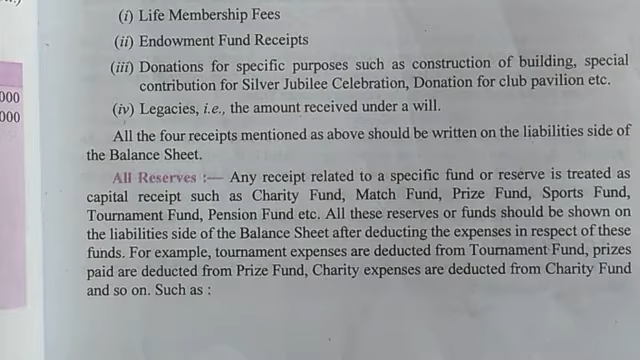 000
000
(i) Life Membership Fees
(ii) Endowment Fund Receipts
(iii) Donations for specific purposes such as construction of building, special
contribution for Silver Jubilee Celebration, Donation for club pavilion etc.
(iv) Legacies, i.e., the amount received under a will.
All the four receipts mentioned as above should be written on the liabilities side of
the Balance Sheet.
All Reserves :— Any receipt related to a specific fund or reserve is treated as
capital receipt such as Charity Fund, Match Fund, Prize Fund, Sports Fund,
Tournament Fund, Pension Fund etc. All these reserves or funds should be shown on
the liabilities side of the Balance Sheet after deducting the expenses in respect of these
funds. For example, tournament expenses are deducted from Tournament Fund, prizes
paid are deducted from Prize Fund, Charity expenses are deducted from Charity Fund
and so on. Such as :